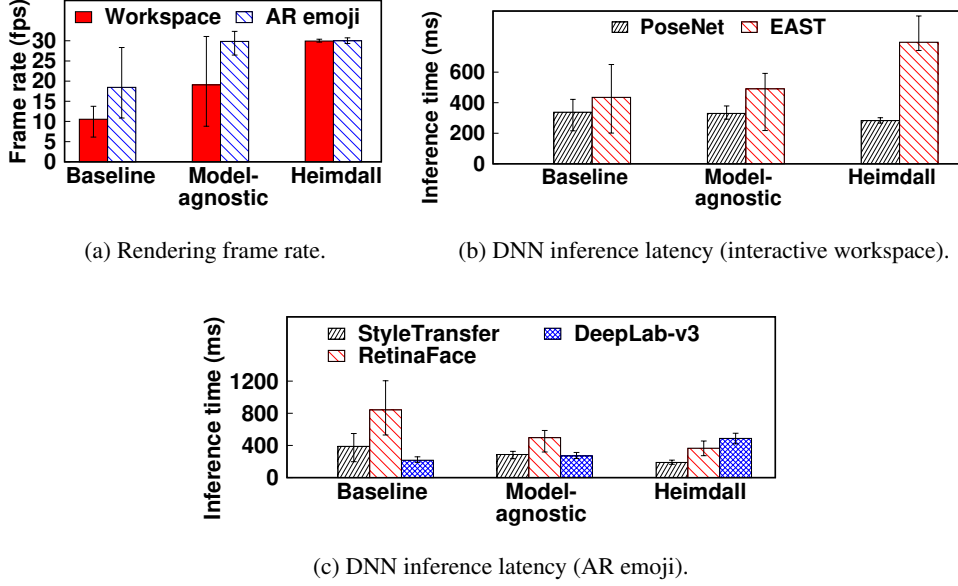 Workspace AR emoji
Frame rate (fps)
30
25
20
15
10
5
0
Baseline Model-agnostic Heimdall
(a) Rendering frame rate.
PoseNet EAST
Inference time (ms)
600
400
200
0
Baseline Model-agnostic Heimdall
(b) DNN inference latency (interactive workspace).
StyleTransfer DeepLab-v3
RetinaFace
Inference time (ms)
1200
800
400
0
Baseline Model-agnostic Heimdall
(c) DNN inference latency (AR emoji).